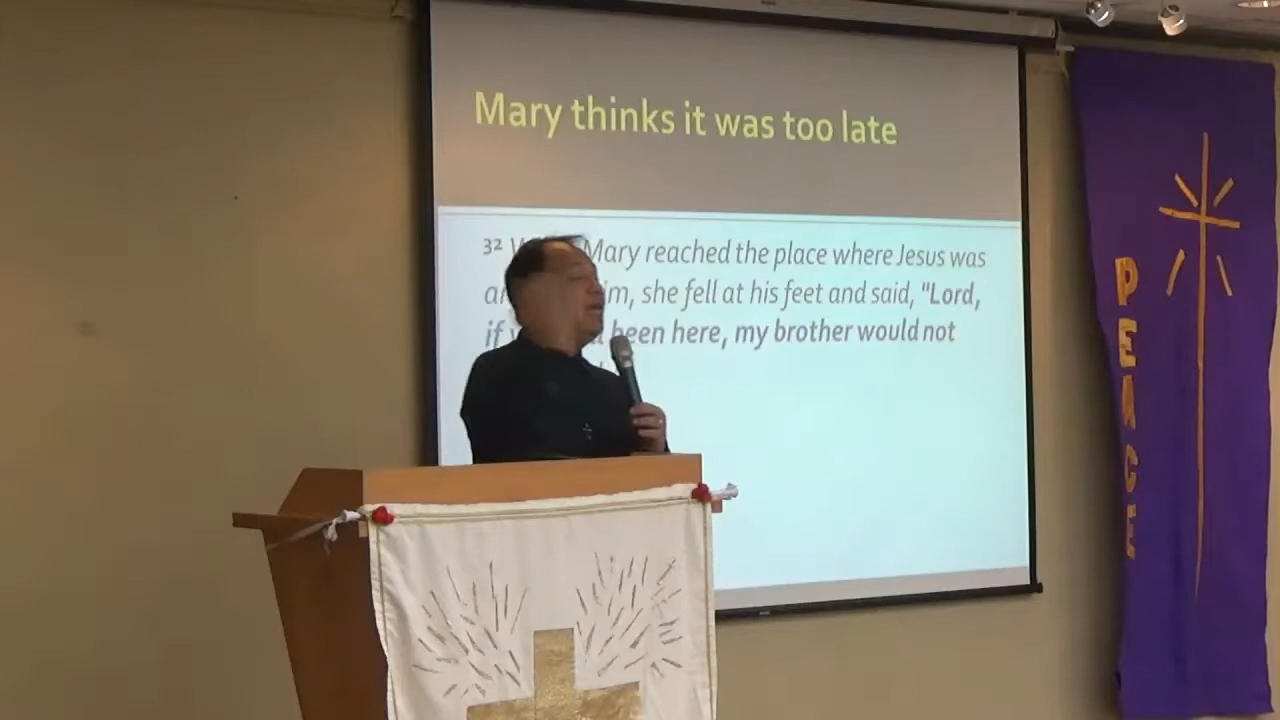 Mary thinks it was too late
32 Mary reached the place where Jesus was
she fell at his feet and said, "Lord,
if been here, my brother would not
PEACE